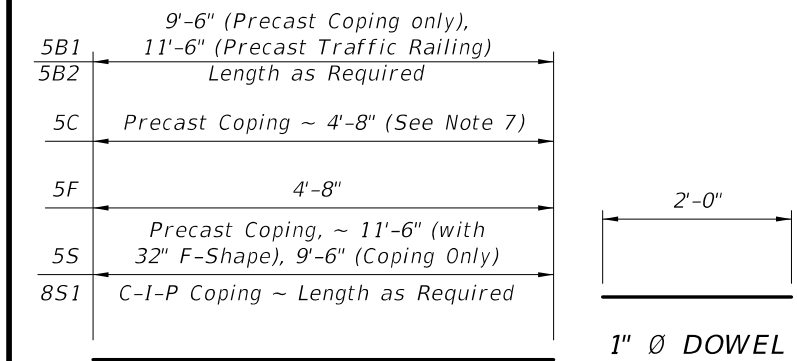 9'-6" (Precast Coping only),
5B1 11'-6" (Precast Traffic Railing)
5B2 Length as Required
5C Precast Coping ~ 4'-8" (See Note 7)
5F 4'-8"
2'-0"
Precast Coping, ~ 11'-6" (with
5S 32" F-Shape), 9'-6" (Coping Only)
8S1 C-I-P Coping ~ Length as Required
1" Ø DOWEL